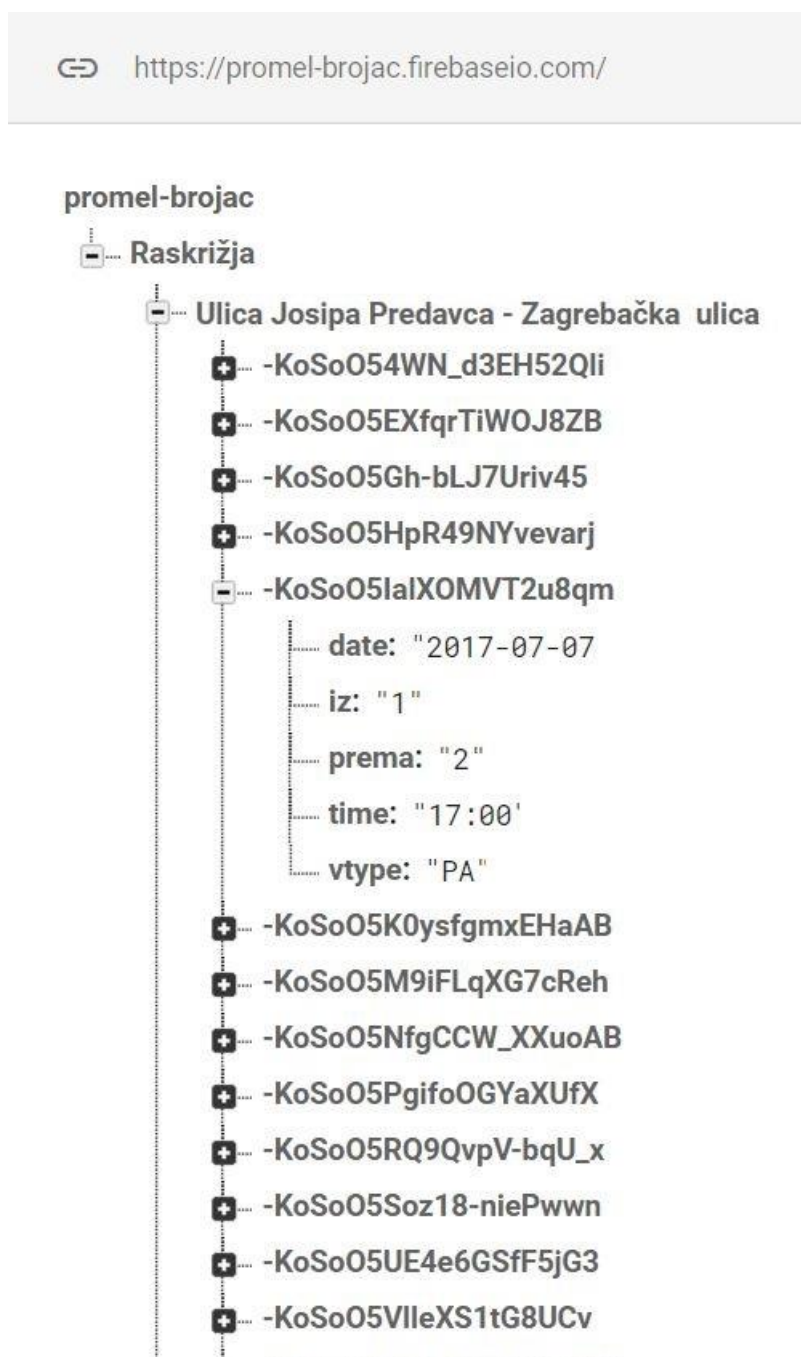 https://promel-brojac.firebaseio.com/
promel-brojac
Raskrižja
Ulica Josipa Predavca - Zagrebačka ulica
-KoSoO54WN_d3EH52Qli
-KoSoO5EXfqrTiWOJ8ZB
-KoSoO5Gh-bLJ7Uriv45
-KoSoO5HpR49NYvevarj
-KoSoO5IalXOMVT2u8qm
date: "2017-07-07
iz: "1"
prema: "2"
time: "17:00'
vtype: "PA"
-KoSoO5K0ysfgmxEHaAB
-KoSoO5M9iFLqXG7cReh
-KoSoO5NfgCCW_XXuoAB
-KoSoO5PgifoOGYaXUfX
-KoSoO5RQ9QvpV-bqU_x
-KoSoO5Soz18-niePwwn
-KoSoO5UE4e6GSfF5jG3
-KoSoO5VlleXS1tG8UCv